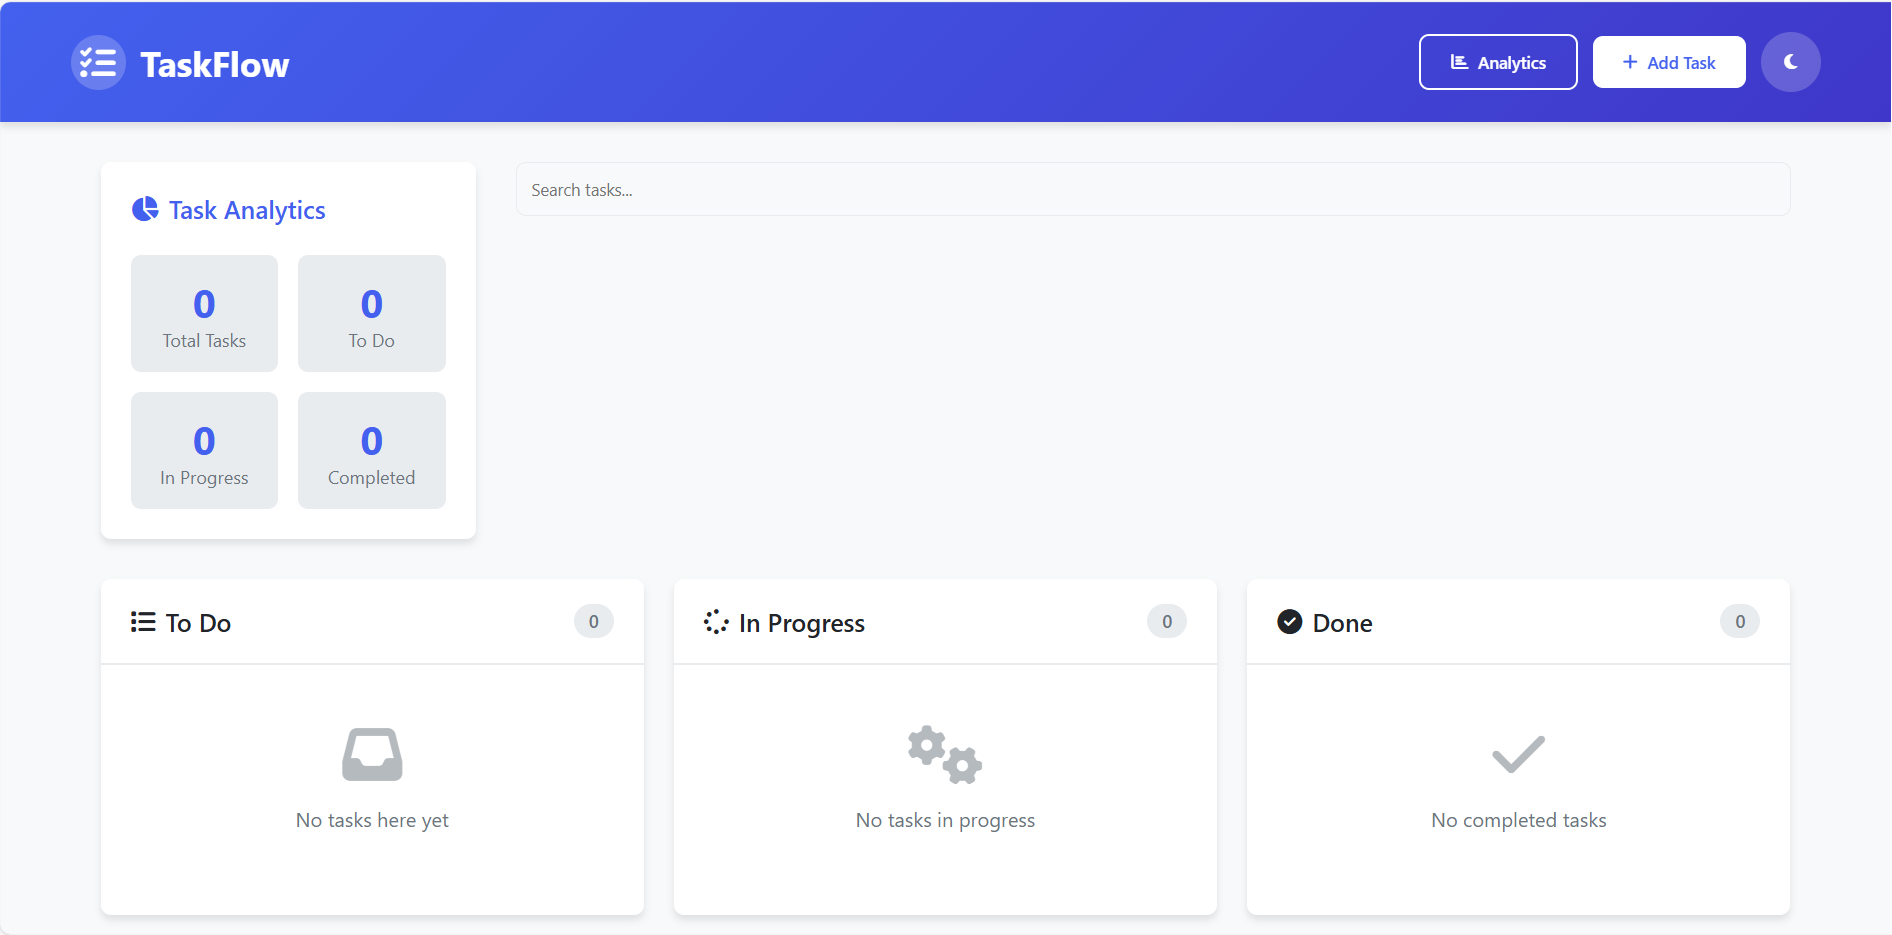 TaskFlow
Analytics
Add Task
Task Analytics
Search tasks...
0
Total Tasks
0
To Do
0
In Progress
0
Completed
To Do
0
No tasks here yet
In Progress
0
No tasks in progress
Done
0
No completed tasks